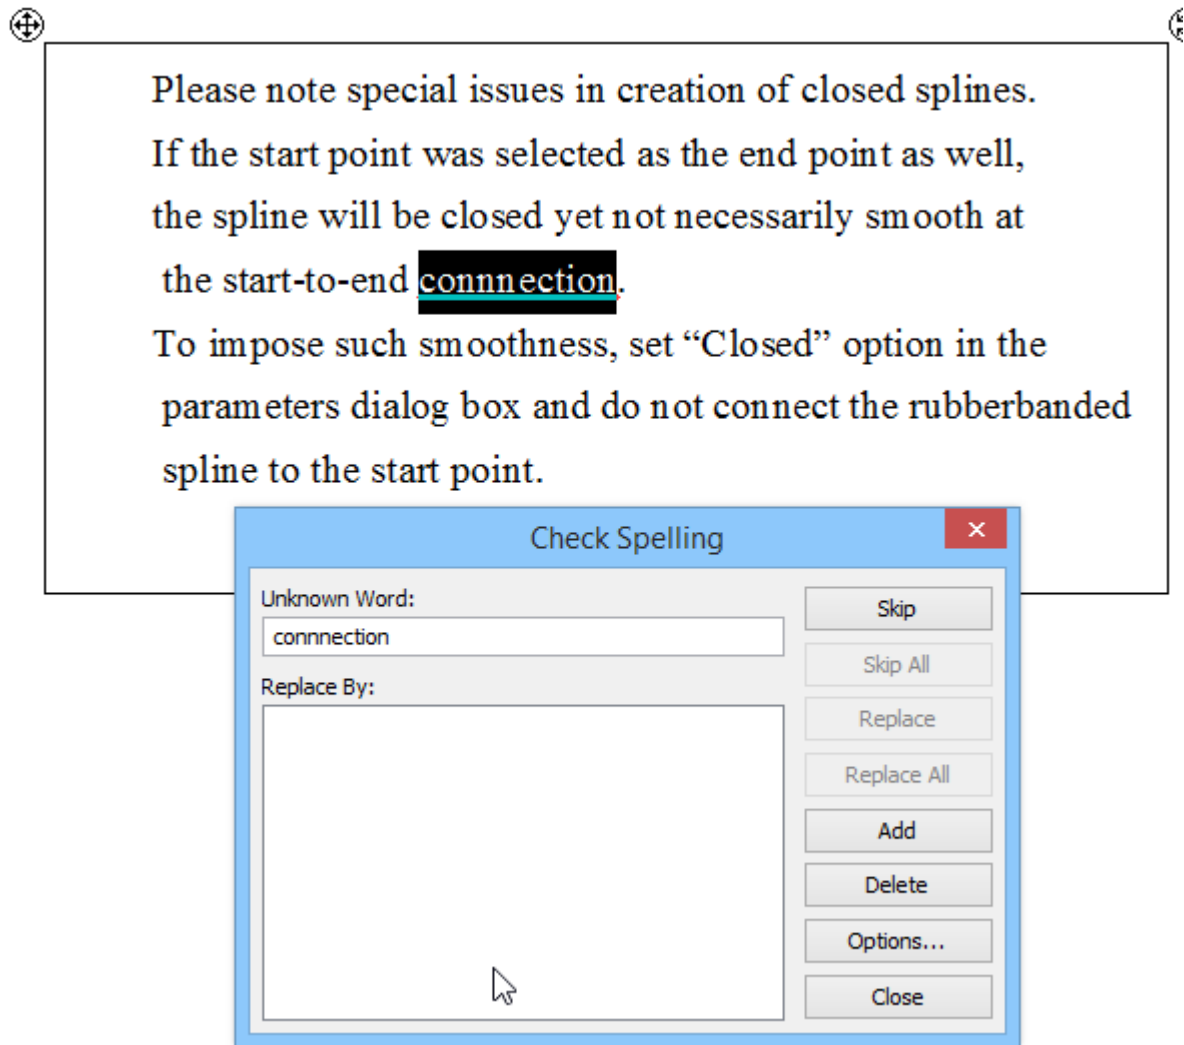 Please note special issues in creation of closed splines.
If the start point was selected as the end point as well,
the spline will be closed yet not necessarily smooth at
the start-to-end connnection.
To impose such smoothness, set “Closed” option in the
parameters dialog box and do not connect the rubberbanded
spline to the start point.
Check Spelling
Unknown Word:
connnection
Replace By:
Skip
Skip All
Replace
Replace All
Add
Delete
Options...
Close